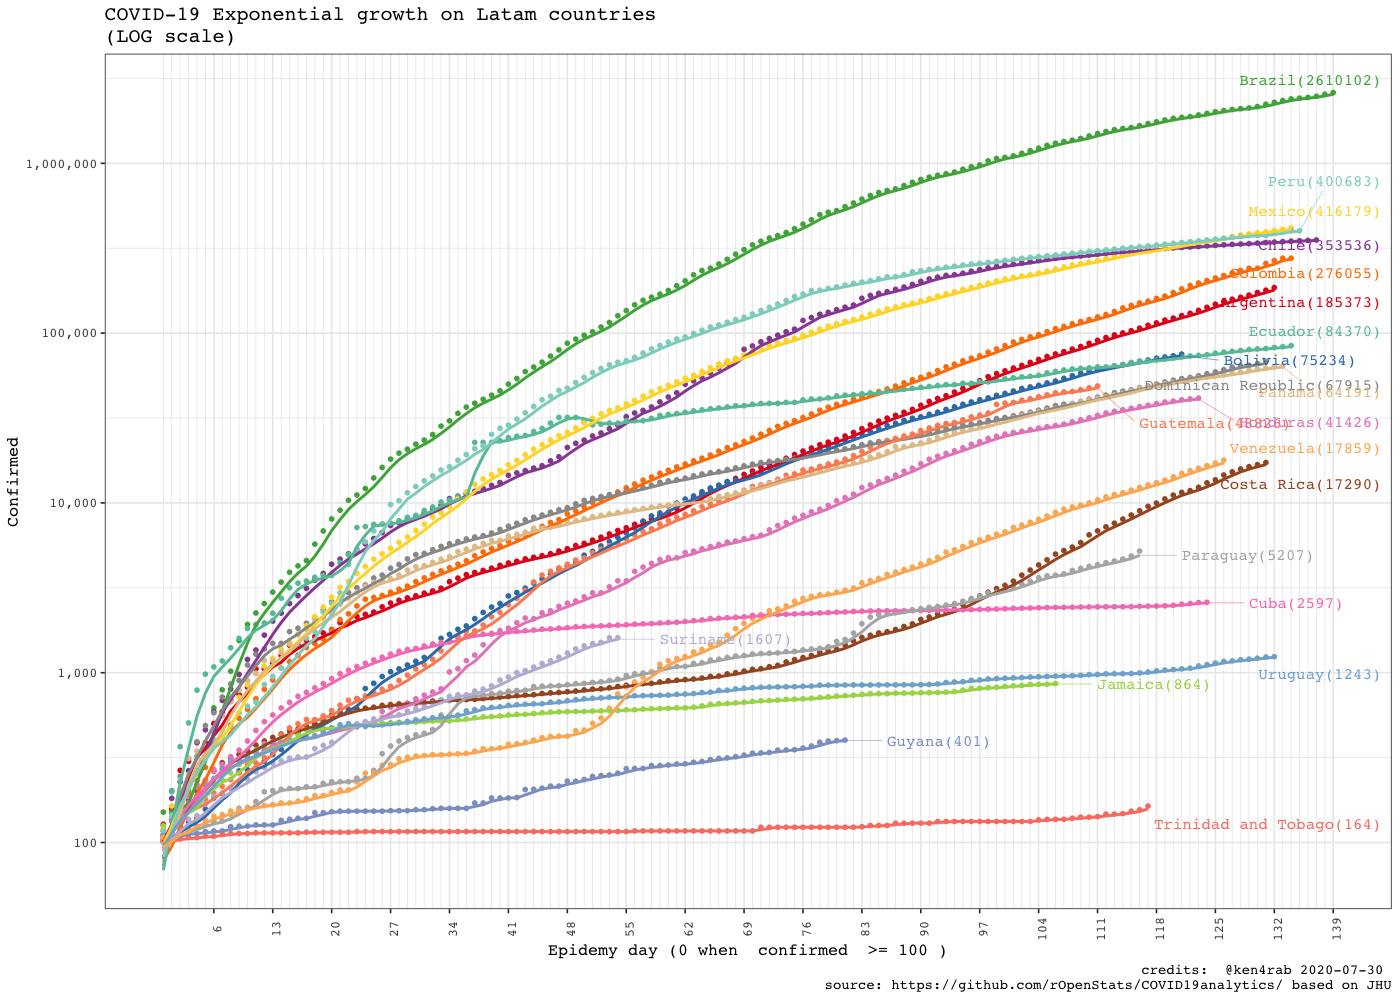 COVID-19 Exponential growth on Latam countries
(LOG scale)
Brazil(2610102)
1,000,000
Peru(400683)
Mexico(416179)
Chile(353536)
Colombia(276055)
Argentina(185373)
100,000
Ecuador(84370)
Bolivia(75234)
Dominican Republic(67915)
Panama(64191)
Guatemala(48826)
Honduras(41426)
Venezuela(17859)
Costa Rica(17290)
10,000
Confirmed
Paraguay(5207)
Cuba(2597)
Suriname(1607)
1,000
Uruguay(1243)
Jamaica(864)
Guyana(401)
Trinidad and Tobago(164)
100
6 13 20 27 34 41 48 55 62 69 76 83 90 97 104 111 118 125 132 139
Epidemy day (0 when  confirmed  >= 100 )
credits:  @ken4rab 2020-07-30
source: https://github.com/rOpenStats/COVID19analytics/ based on JHU